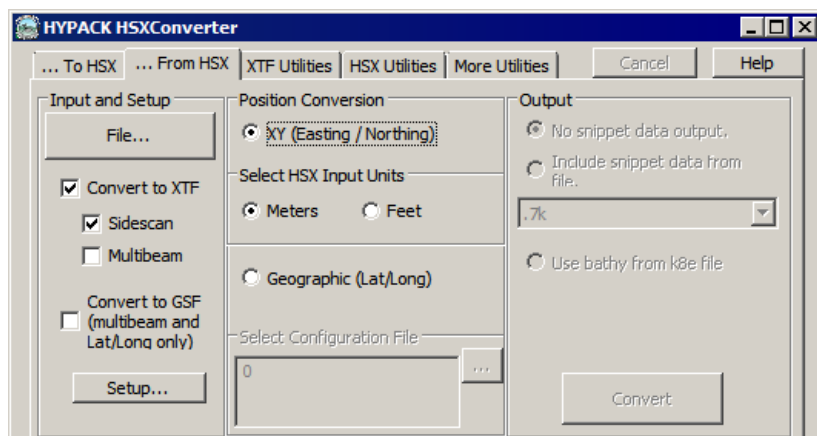 HYPACK HSXConverter
... To HSX
... From HSX
XTF Utilities
HSX Utilities
More Utilities
Cancel
Help
Input and Setup
File...
Convert to XTF
Sidescan
Multibeam
Convert to GSF
(multibeam and
Lat/Long only)
Setup...
Position Conversion
XY (Easting / Northing)
Select HSX Input Units
Meters
Feet
Geographic (Lat/Long)
Select Configuration File
0
...
Output
No snippet data output.
Include snippet data from
file.
.7k
Use bathy from k8e file
Convert